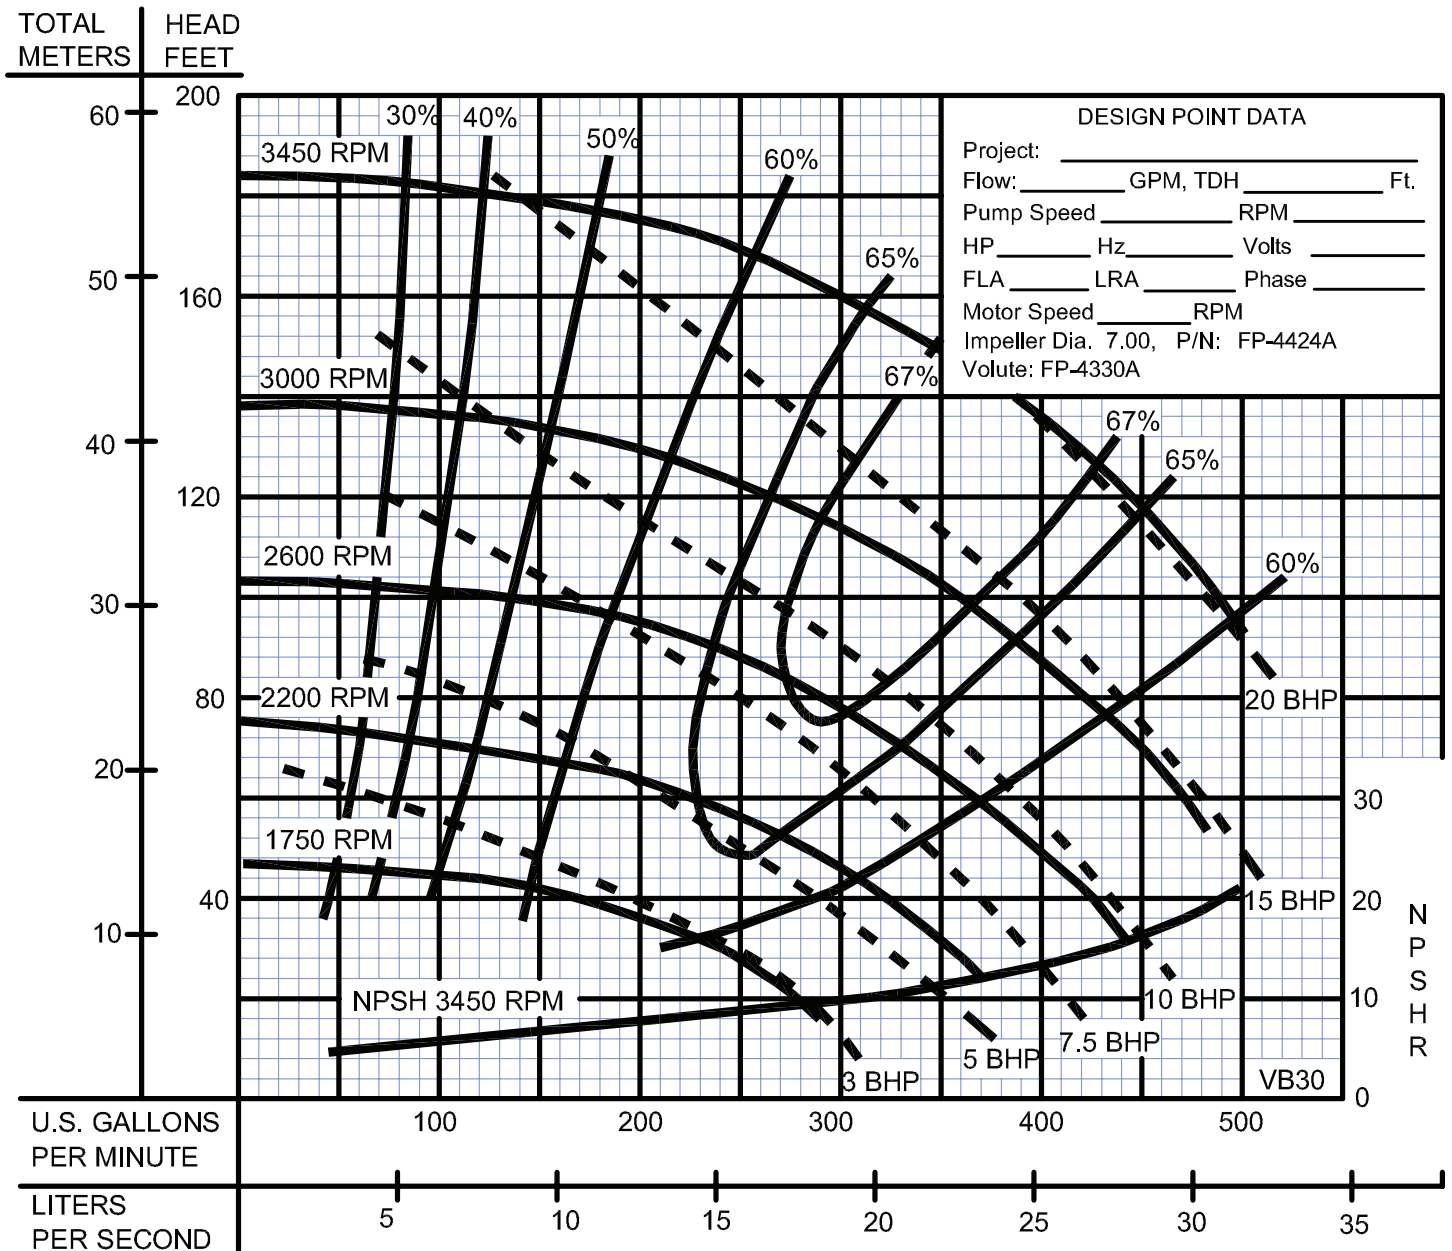 TOTAL HEAD
METERS FEET
DESIGN POINT DATA
Project:
Flow: GPM, TDH Ft.
Pump Speed RPM
HP Hz Volts
FLA LRA Phase
Motor Speed RPM
Impeller Dia. 7.00, P/N: FP-4424A
Volute: FP-4330A
60
50
40
30
20
10
200
160
120
80
40
30%
40%
50%
60%
65%
67%
67%
65%
60%
3450 RPM
3000 RPM
2600 RPM
2200 RPM
1750 RPM
NPSH 3450 RPM
20 BHP
15 BHP
10 BHP
7.5 BHP
5 BHP
3 BHP
30
20
10
0
NPSHR
VB30
U.S. GALLONS
PER MINUTE
100 200 300 400 500
LITERS
PER SECOND
5 10 15 20 25 30 35